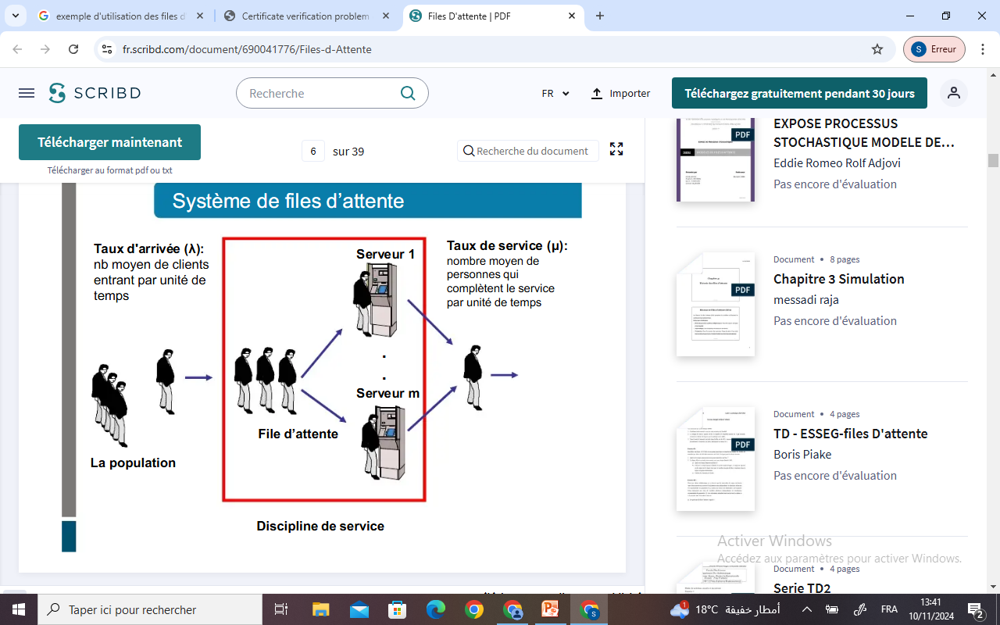 exemple d'utilisation des files d
Certificate verification problem
Files D'attente | PDF
fr.scribd.com/document/690041776/Files-d-Attente
S
Erreur
SCRIBD
Recherche
FR
Importer
Téléchargez gratuitement pendant 30 jours
Télécharger maintenant
Télécharger au format pdf ou txt
6 sur 39
Recherche du document
Système de files d'attente
Taux d'arrivée (λ):
nb moyen de clients
entrant par unité de
temps
Serveur 1
Taux de service (μ):
nombre moyen de
personnes qui
complètent le service
par unité de temps
.
.
Serveur m
File d'attente
La population
Discipline de service
PDF
EXPOSE PROCESSUS
STOCHASTIQUE MODELE DE...
Eddie Romeo Rolf Adjovi
Pas encore d'évaluation
PDF
Document • 8 pages
Chapitre 3 Simulation
messadi raja
Pas encore d'évaluation
PDF
Document • 4 pages
TD - ESSEG-files D'attente
Boris Piake
Pas encore d'évaluation
Activer Windows
Accédez aux paramètres pour activer Windows.
Document • 4 pages
Serie TD2
Taper ici pour rechercher
1
18°C أمطار خفيفة
FRA
13:41
10/11/2024
2